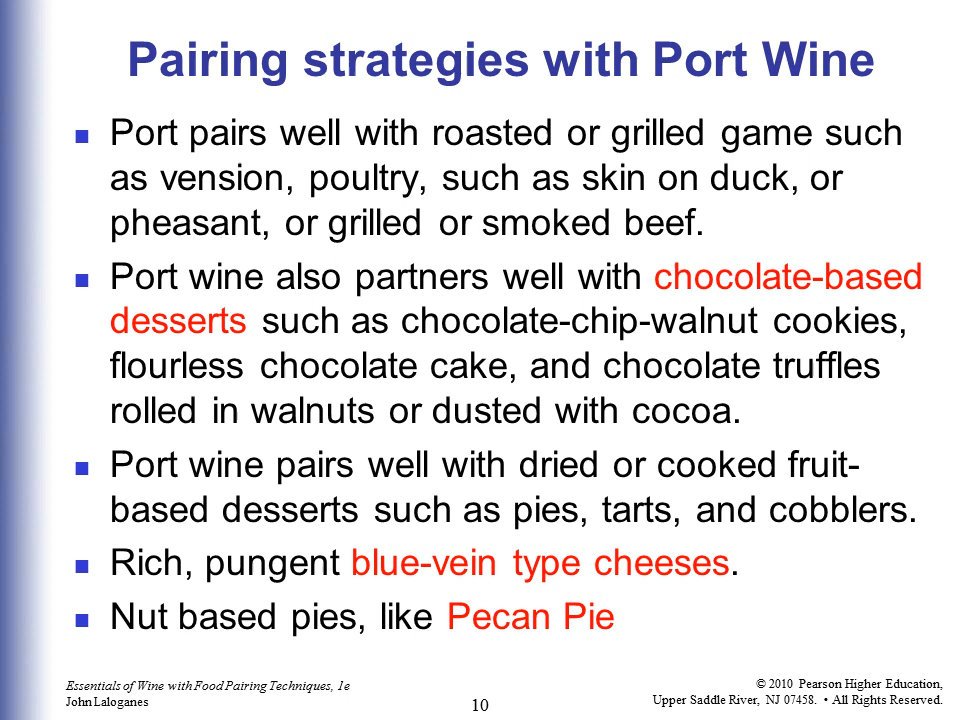 Pairing strategies with Port Wine
Port pairs well with roasted or grilled game such
as vension, poultry, such as skin on duck, or
pheasant, or grilled or smoked beef.
Port wine also partners well with chocolate-based
desserts such as chocolate-chip-walnut cookies,
flourless chocolate cake, and chocolate truffles
rolled in walnuts or dusted with cocoa.
Port wine pairs well with dried or cooked fruit-
based desserts such as pies, tarts, and cobblers.
Rich, pungent blue-vein type cheeses.
Nut based pies, like Pecan Pie
Essentials of Wine with Food Pairing Techniques, 1e
John Laloganes
10
© 2010 Pearson Higher Education,
Upper Saddle River, NJ 07458. • All Rights Reserved.